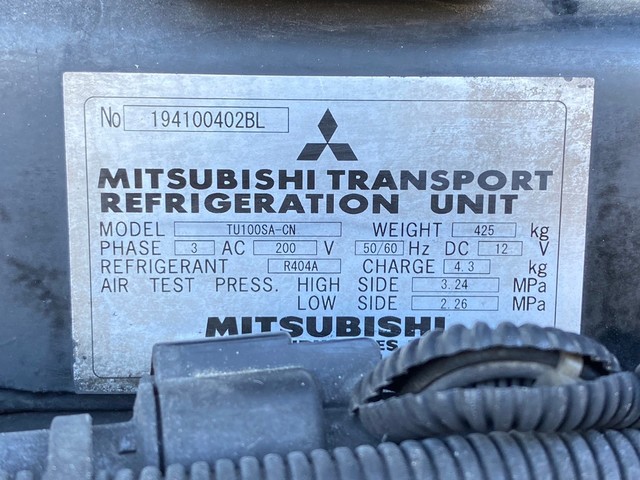 No 194100402BL
MITSUBISHI TRANSPORT
REFRIGERATION UNIT
MODEL TU100SA-CN WEIGHT 425 kg
PHASE 3 AC 200 V 50/60 Hz DC 12 V
REFRIGERANT R404A CHARGE 4.3 kg
AIR TEST PRESS. HIGH SIDE 3.24 MPa
LOW SIDE 2.26 MPa
MITSUBISHI